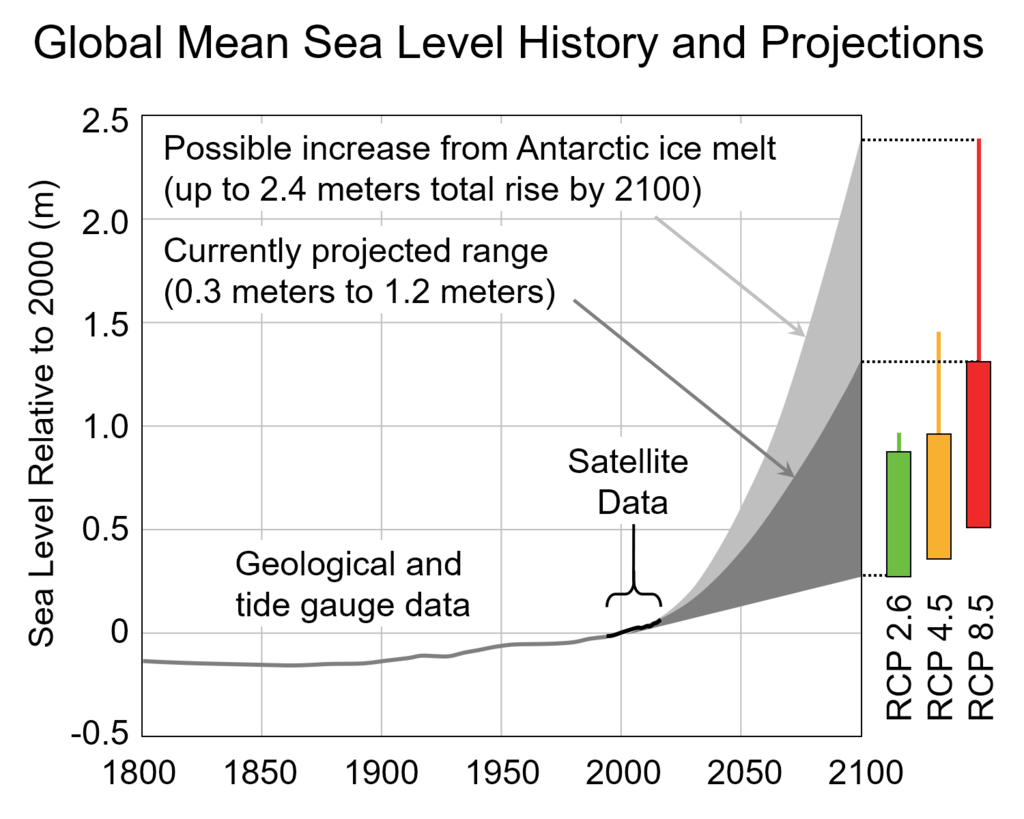 Global Mean Sea Level History and Projections
Sea Level Relative to 2000 (m)
2.5
2.0
1.5
1.0
0.5
0
-0.5
Possible increase from Antarctic ice melt
(up to 2.4 meters total rise by 2100)
Currently projected range
(0.3 meters to 1.2 meters)
Satellite
Data
Geological and
tide gauge data
1800 1850 1900 1950 2000 2050 2100
RCP 2.6
RCP 4.5
RCP 8.5